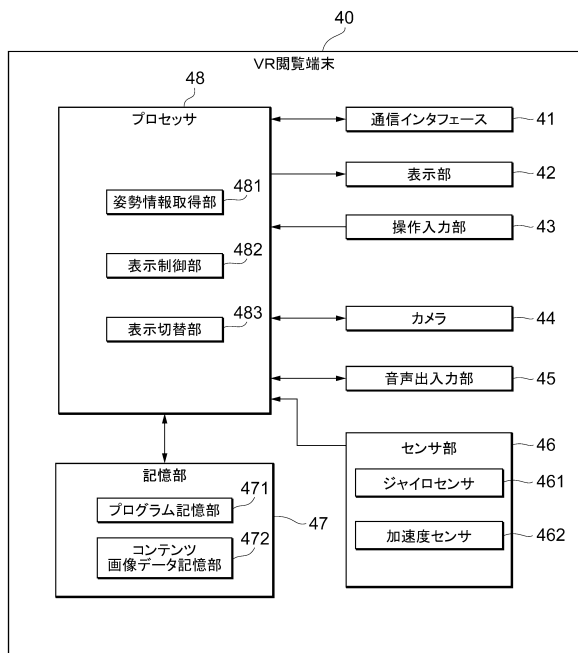 40
VR閲覧端末
48
プロセッサ
481
姿勢情報取得部
482
表示制御部
483
表示切替部
通信インタフェース
41
表示部
42
操作入力部
43
カメラ
44
音声出入力部
45
センサ部
46
ジャイロセンサ
461
加速度センサ
462
記憶部
47
471
プログラム記憶部
472
コンテンツ
画像データ記憶部